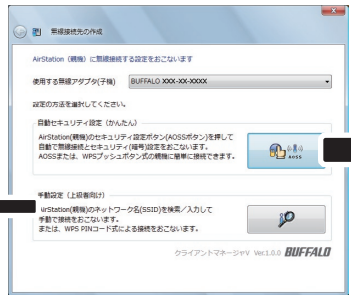 無線接続先の作成
AirStation（親機）に無線接続する設定をおこないます
使用する無線アダプタ(子機)
BUFFALO XXX-XX-XXXX
設定の方法を選択してください。
自動セキュリティ設定（かんたん）
AirStation(親機)のセキュリティ設定ボタン(AOSSボタン)を押して
自動で無線接続とセキュリティ(暗号)設定をおこないます。
AOSSまたは、WPSプッシュボタン式の親機に簡単に接続できます。
AOSS
手動設定（上級者向け）
AirStation(親機)のネットワーク名(SSID)を検索／入力して
手動で接続をおこないます。
または、WPS PINコード式による接続をおこないます。
クライアントマネージャV Ver.1.0.0 BUFFALO